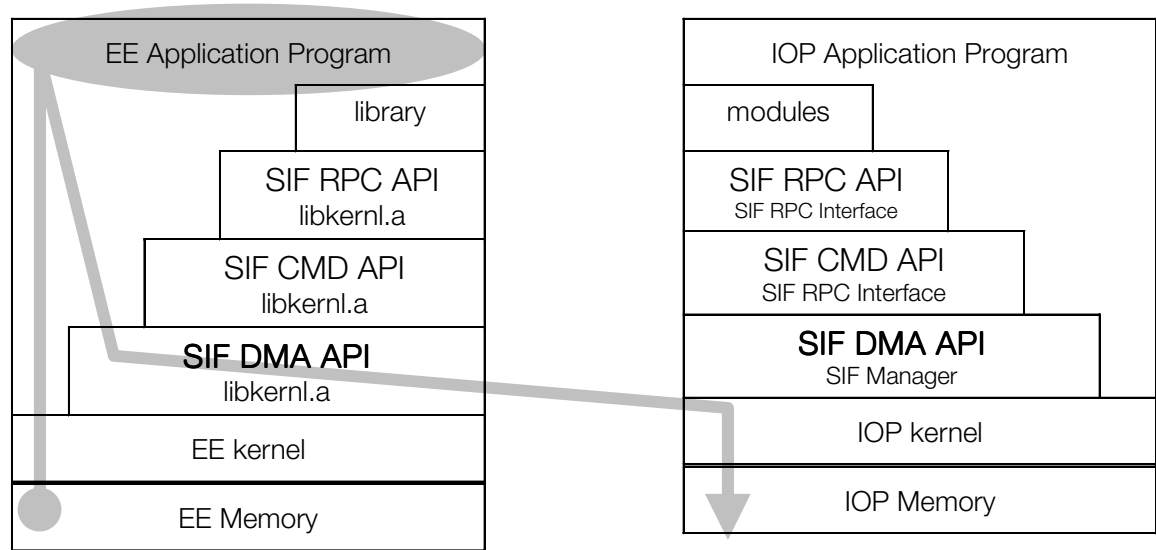 EE Application Program
library
SIF RPC API
libkernl.a
SIF CMD API
libkernl.a
SIF DMA API
libkernl.a
EE kernel
EE Memory
IOP Application Program
modules
SIF RPC API
SIF RPC Interface
SIF CMD API
SIF RPC Interface
SIF DMA API
SIF Manager
IOP kernel
IOP Memory